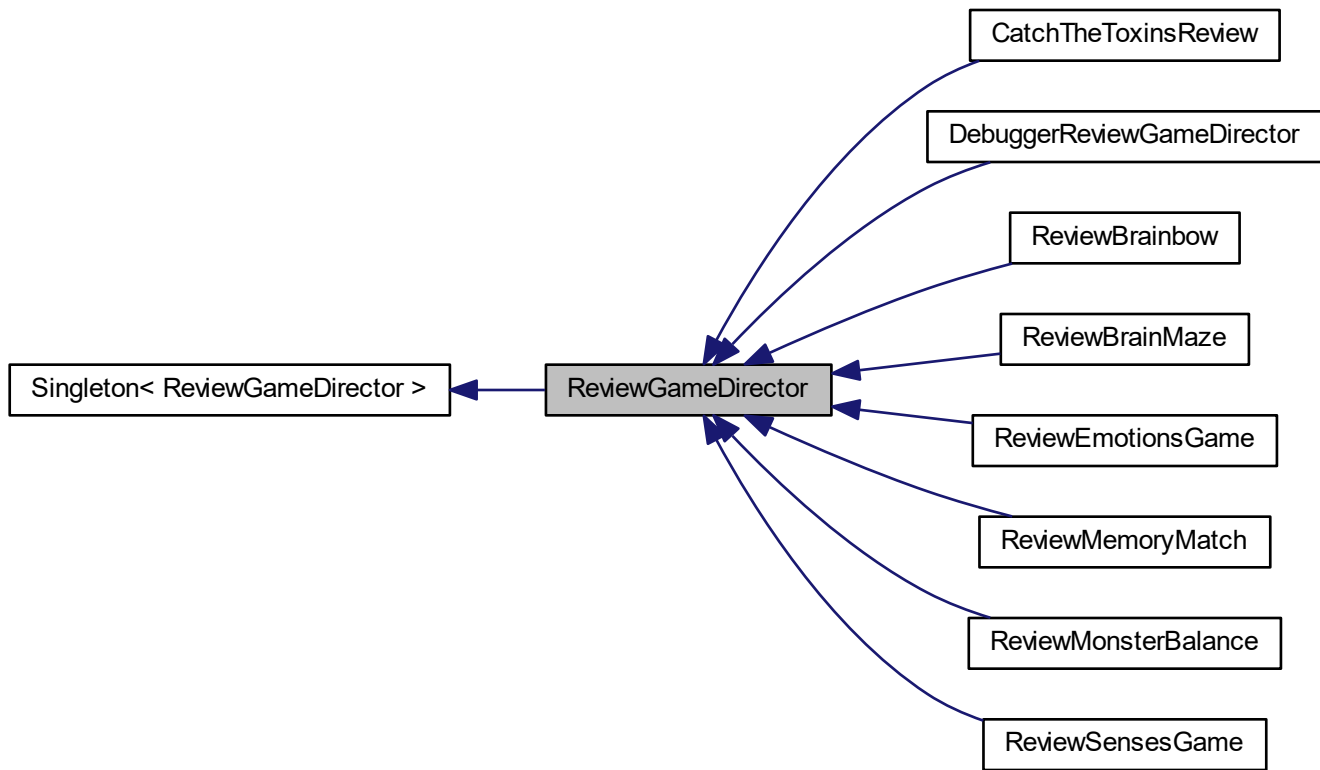 CatchTheToxinsReview
DebuggerReviewGameDirector
ReviewBrainbow
ReviewBrainMaze
Singleton< ReviewGameDirector >
ReviewGameDirector
ReviewEmotionsGame
ReviewMemoryMatch
ReviewMonsterBalance
ReviewSensesGame